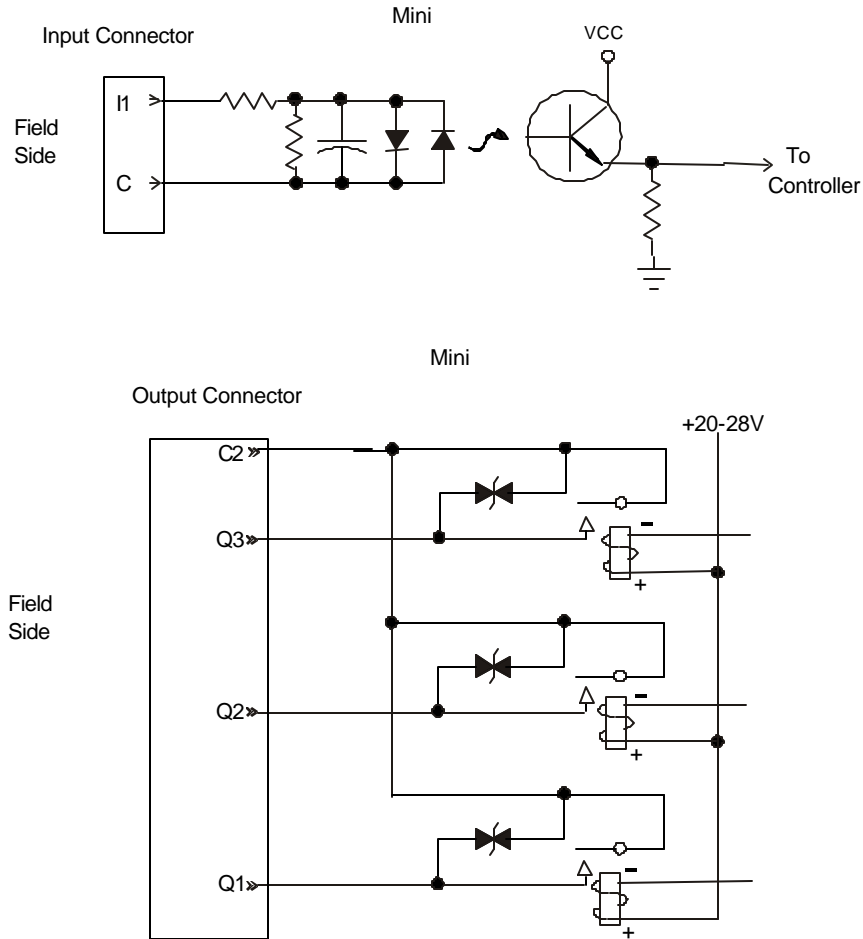 Mini
Input Connector
VCC
I1
Field
Side
C
To
Controller
Mini
Output Connector
+20-28V
C2
-
Q3
+
Field
Side
-
Q2
+
-
Q1
+